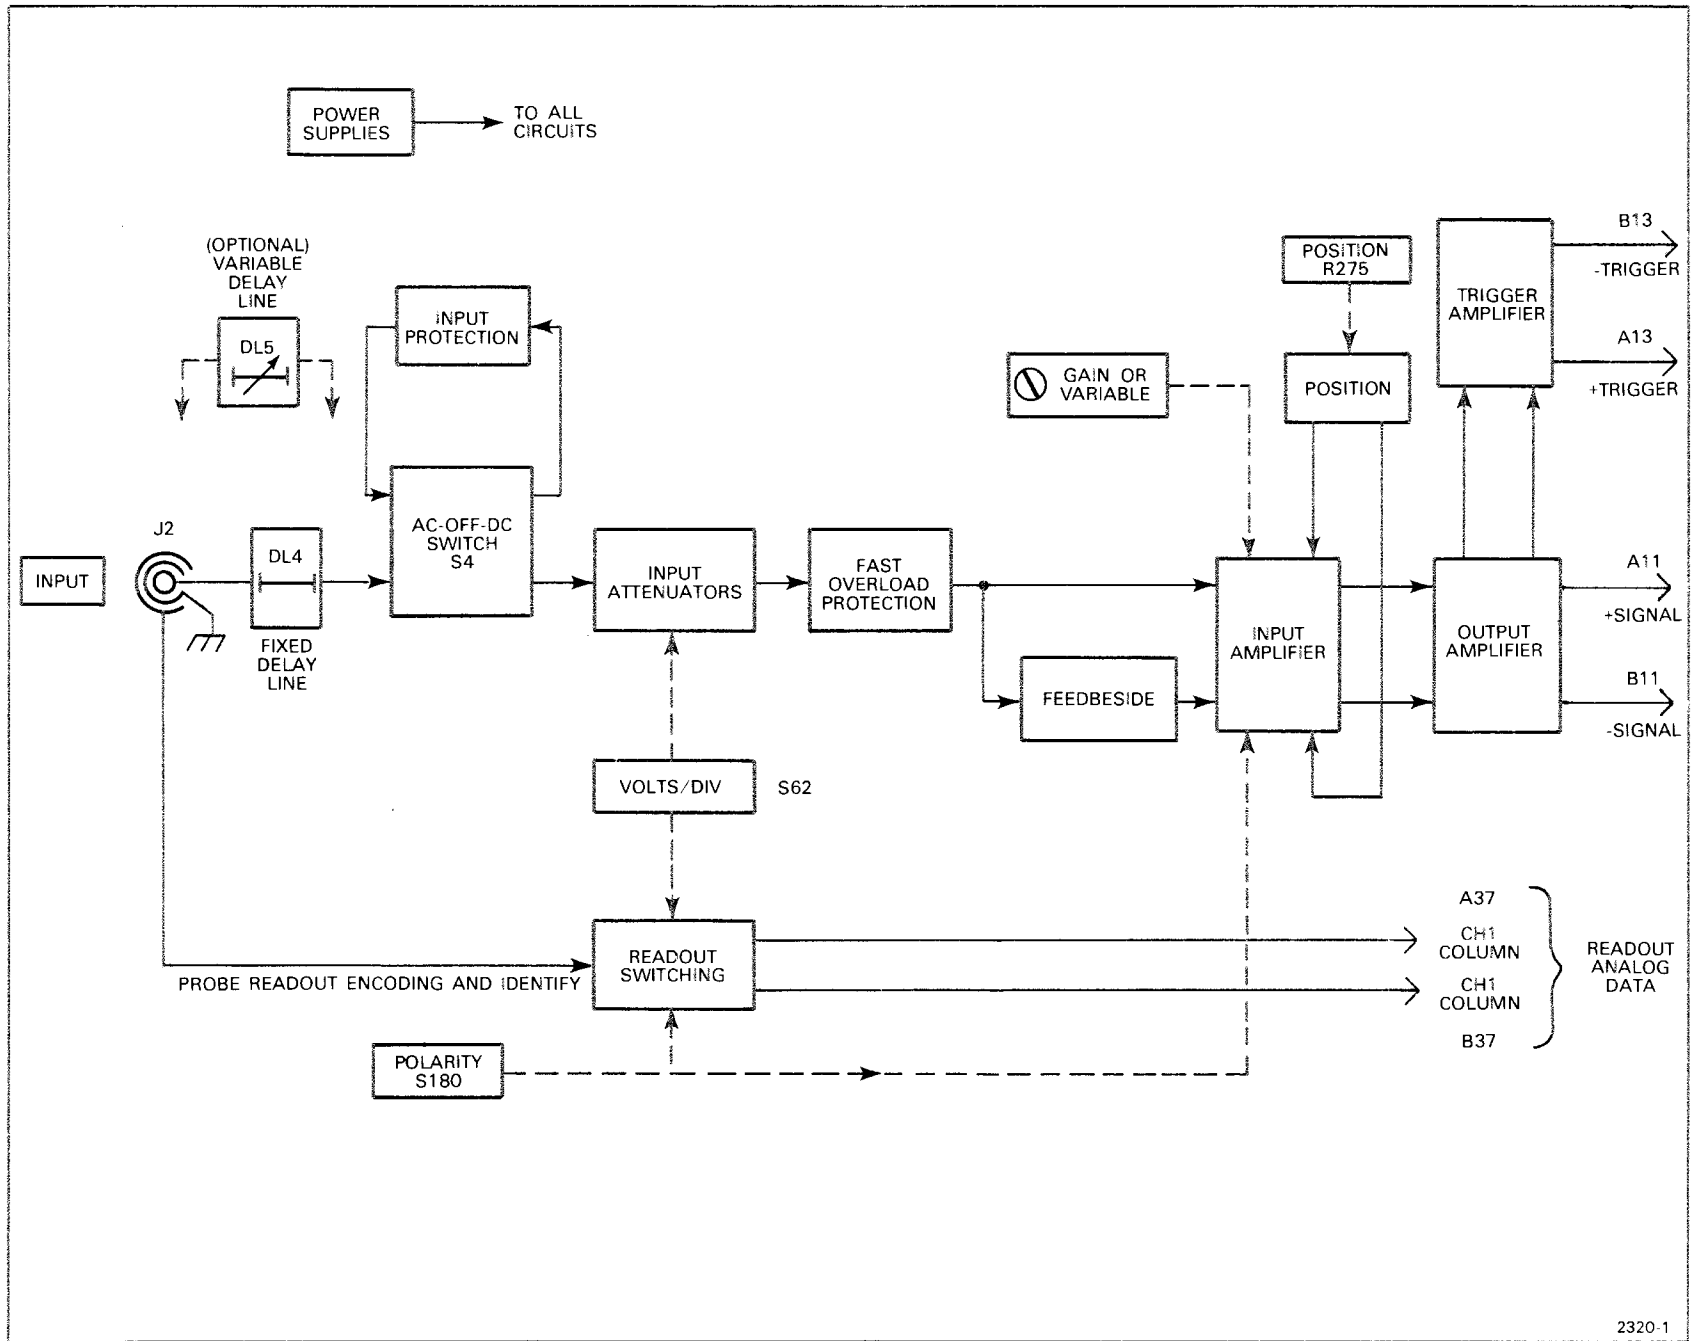 POWER
SUPPLIES
TO ALL
CIRCUITS
(OPTIONAL)
VARIABLE
DELAY
LINE
DL5
INPUT
PROTECTION
POSITION
R275
TRIGGER
AMPLIFIER
B13
-TRIGGER
A13
+TRIGGER
GAIN OR
VARIABLE
POSITION
INPUT
J2
DL4
FIXED
DELAY
LINE
AC-OFF-DC
SWITCH
S4
INPUT
ATTENUATORS
FAST
OVERLOAD
PROTECTION
FEEDBESIDE
INPUT
AMPLIFIER
OUTPUT
AMPLIFIER
A11
+SIGNAL
B11
-SIGNAL
VOLTS/DIV
S62
PROBE READOUT ENCODING AND IDENTIFY
READOUT
SWITCHING
A37
CH1
COLUMN
CH1
COLUMN
B37
READOUT
ANALOG
DATA
POLARITY
S180
2320-1